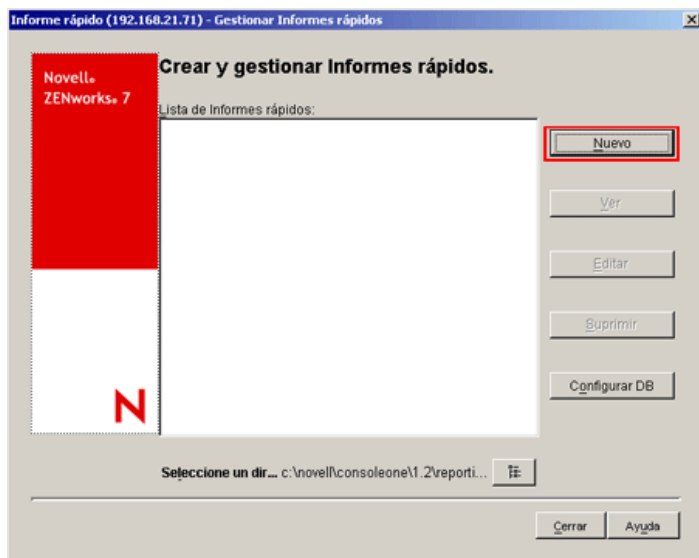 Informe rápido (192.168.21.71) - Gestionar Informes rápidos
Novell®
ZENworks® 7
Crear y gestionar Informes rápidos.
Lista de Informes rápidos:
Nuevo
Ver
Editar
Suprimir
Configurar DB
N
Seleccione un dir... c:\novell\consoleone\1.2\reporti...
Cerrar
Ayuda